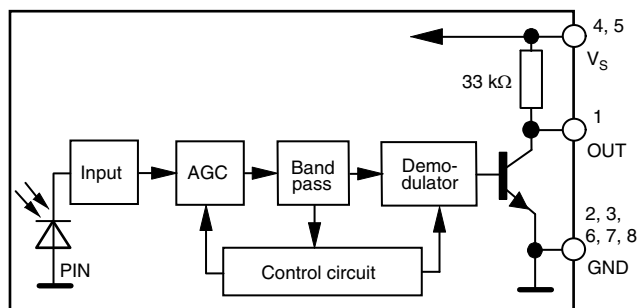 4, 5
V_S
33 kΩ
1
OUT
Input
AGC
Band
pass
Demo-
dulator
2, 3,
6, 7, 8
GND
PIN
Control circuit